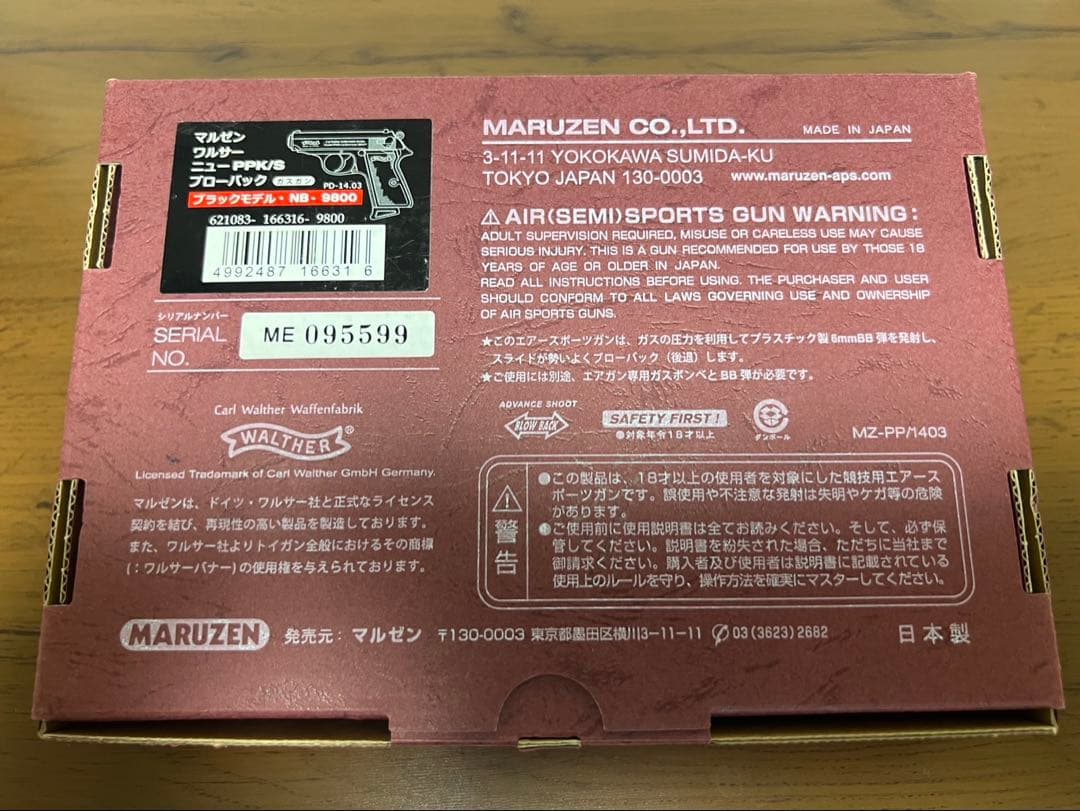 マルゼン
ワルサー
ニューPPK/S
ブローバック ガスガン
PD-14.03
ブラックモデル・NB・9800
621083- 166316- 9800
4992487 166316
シリアルナンバー
SERIAL NO.
ME 095599
Carl Walther Waffenfabrik
WALTHER®
Licensed Trademark of Carl Walther GmbH Germany.
マルゼンは、ドイツ・ワルサー社と正式なライセンス
契約を結び、再現性の高い製品を製造しております。
また、ワルサー社よりトイガン全般におけるその商標
(：ワルサーバナー)の使用権を与えられております。
MARUZEN CO.,LTD. MADE IN JAPAN
3-11-11 YOKOKAWA SUMIDA-KU
TOKYO JAPAN 130-0003 www.maruzen-aps.com
⚠ AIR(SEMI)SPORTS GUN WARNING:
ADULT SUPERVISION REQUIRED, MISUSE OR CARELESS USE MAY CAUSE
SERIOUS INJURY. THIS IS A GUN RECOMMENDED FOR USE BY THOSE 18
YEARS OF AGE OR OLDER IN JAPAN.
READ ALL INSTRUCTIONS BEFORE USING. THE PURCHASER AND USER
SHOULD CONFORM TO ALL LAWS GOVERNING USE AND OWNERSHIP
OF AIR SPORTS GUNS.
★このエアースポーツガンは、ガスの圧力を利用してプラスチック製6mmBB弾を発射し、
スライドが勢いよくブローバック（後退）します。
★ご使用には別途、エアガン専用ガスボンベとBB弾が必要です。
ADVANCE SHOOT
BLOW BACK
SAFETY FIRST!
●対象年令18才以上
ダンボール
MZ-PP/1403
⚠警告
●この製品は、18才以上の使用者を対象にした競技用エアース
ポーツガンです。誤使用や不注意な発射は失明やケガ等の危険
があります。
●ご使用前に使用説明書は全てお読みください。そして、必ず保
管してください。説明書を紛失された場合、ただちに当社まで
御請求ください。購入者及び使用者は説明書に記載されている
使用上のルールを守り、操作方法を確実にマスターしてください。
MARUZEN 発売元：マルゼン 〒130-0003 東京都墨田区横川3-11-11 ✆03(3623)2682 日本製